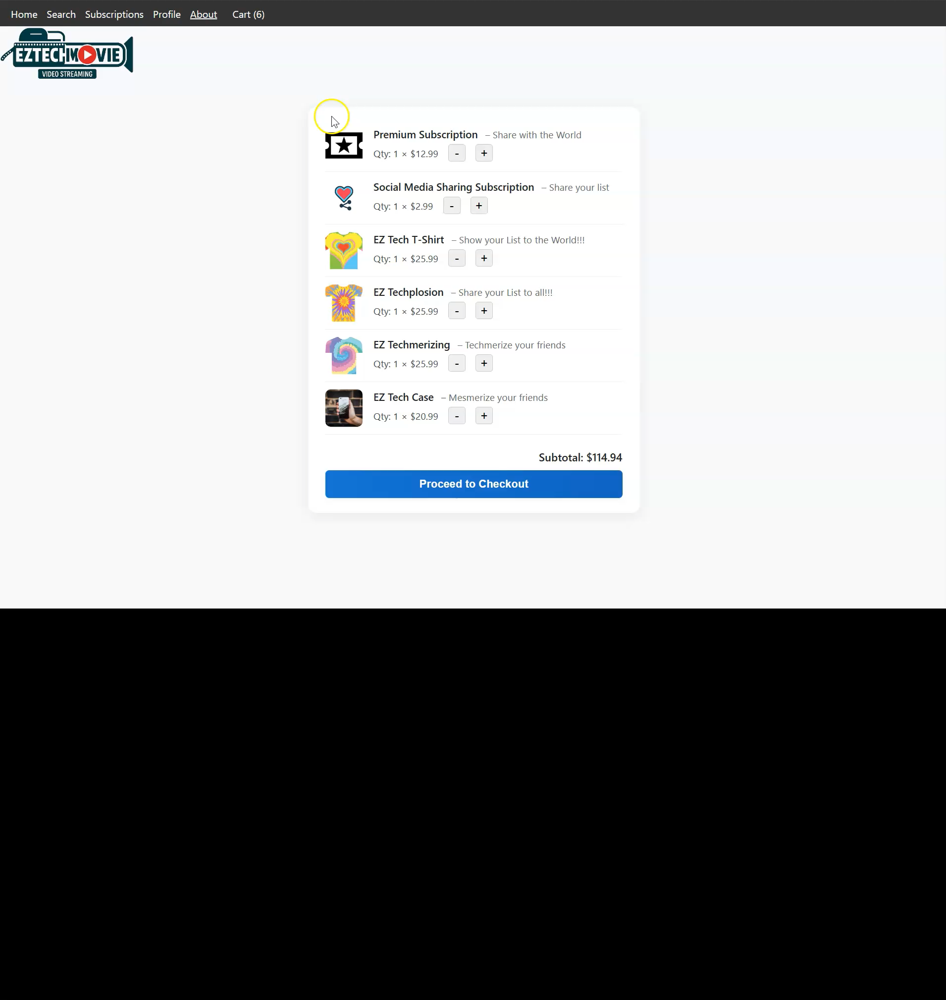 Home Search Subscriptions Profile About Cart (6)
EZTECHMOVIE
VIDEO STREAMING
Premium Subscription – Share with the World
Qty: 1 × $12.99 - +
Social Media Sharing Subscription – Share your list
Qty: 1 × $2.99 - +
EZ Tech T-Shirt – Show your List to the World!!!
Qty: 1 × $25.99 - +
EZ Techplosion – Share your List to all!!!
Qty: 1 × $25.99 - +
EZ Techmerizing – Techmerize your friends
Qty: 1 × $25.99 - +
EZ Tech Case – Mesmerize your friends
Qty: 1 × $20.99 - +
Subtotal: $114.94
Proceed to Checkout